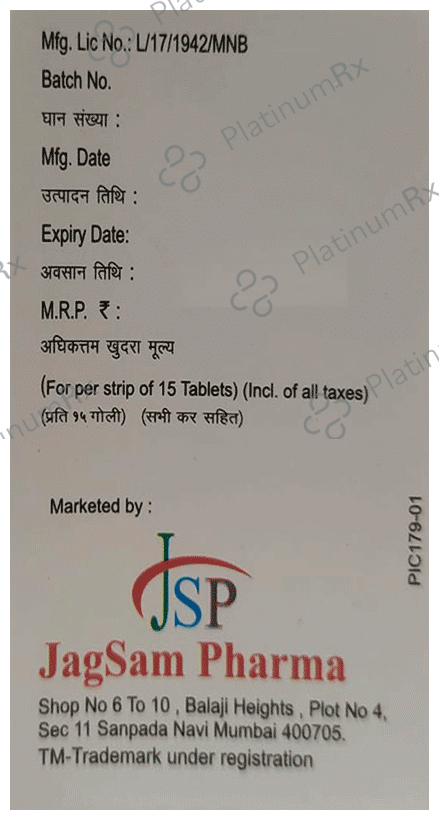 Mfg. Lic No.: L/17/1942/MNB
Batch No.
घान संख्या :
Mfg. Date
उत्पादन तिथि :
Expiry Date:
अवसान तिथि :
M.R.P. ₹ :
अधिकत्तम खुदरा मूल्य
(For per strip of 15 Tablets) (Incl. of all taxes)
(प्रति १५ गोली) (सभी कर सहित)
Marketed by :
JSP
JagSam Pharma
Shop No 6 To 10 , Balaji Heights , Plot No 4,
Sec 11 Sanpada Navi Mumbai 400705.
TM-Trademark under registration
PIC179-01
PlatinumRx
PlatinumRx